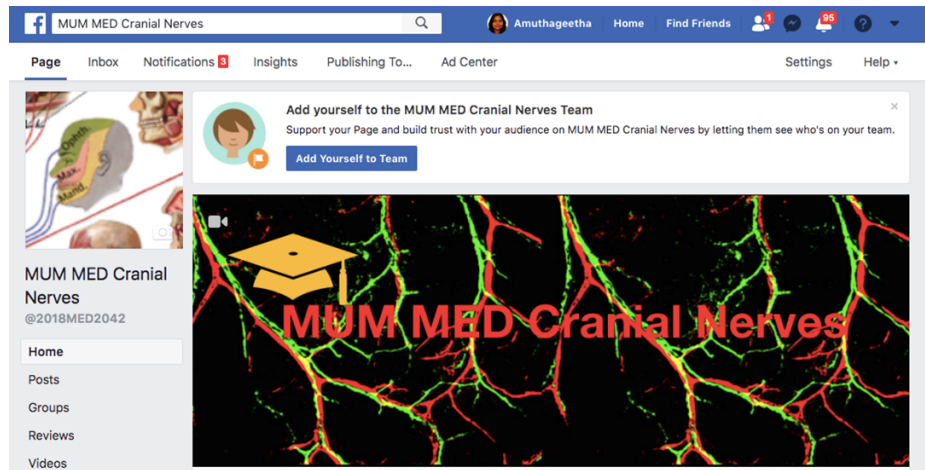 MUM MED Cranial Nerves
Amuthageetha Home Find Friends 1 95
Page Inbox Notifications 3 Insights Publishing To... Ad Center Settings Help
Ophth.
Max.
Mand.
Add yourself to the MUM MED Cranial Nerves Team
Support your Page and build trust with your audience on MUM MED Cranial Nerves by letting them see who's on your team.
Add Yourself to Team
MUM MED Cranial Nerves
MUM MED Cranial
Nerves
@2018MED2042
Home
Posts
Groups
Reviews
Videos